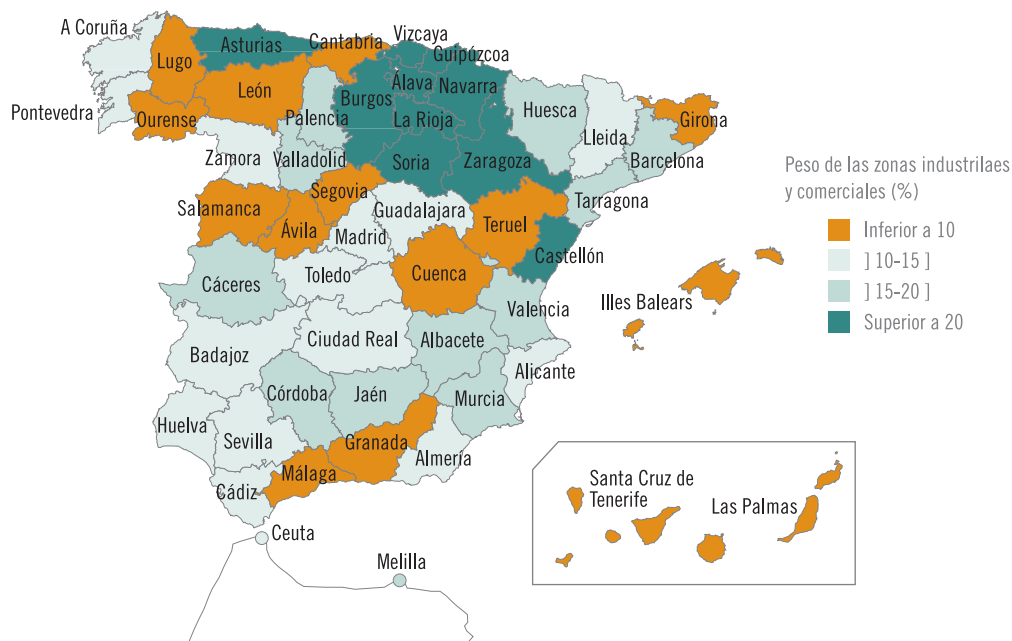 A Coruña
Lugo
Asturias
Cantabria
Vizcaya
Guipúzcoa
Pontevedra
Ourense
León
Palencia
Burgos
Álava
Navarra
La Rioja
Huesca
Lleida
Girona
Barcelona
Zamora
Valladolid
Soria
Zaragoza
Tarragona
Segovia
Salamanca
Ávila
Madrid
Guadalajara
Teruel
Castellón
Cáceres
Toledo
Cuenca
Valencia
Illes Balears
Badajoz
Ciudad Real
Albacete
Alicante
Córdoba
Jaén
Murcia
Huelva
Sevilla
Granada
Almería
Málaga
Cádiz
Ceuta
Melilla
Santa Cruz de
Tenerife
Las Palmas
Peso de las zonas industrilaes
y comerciales (%)
Inferior a 10
] 10-15 ]
] 15-20 ]
Superior a 20